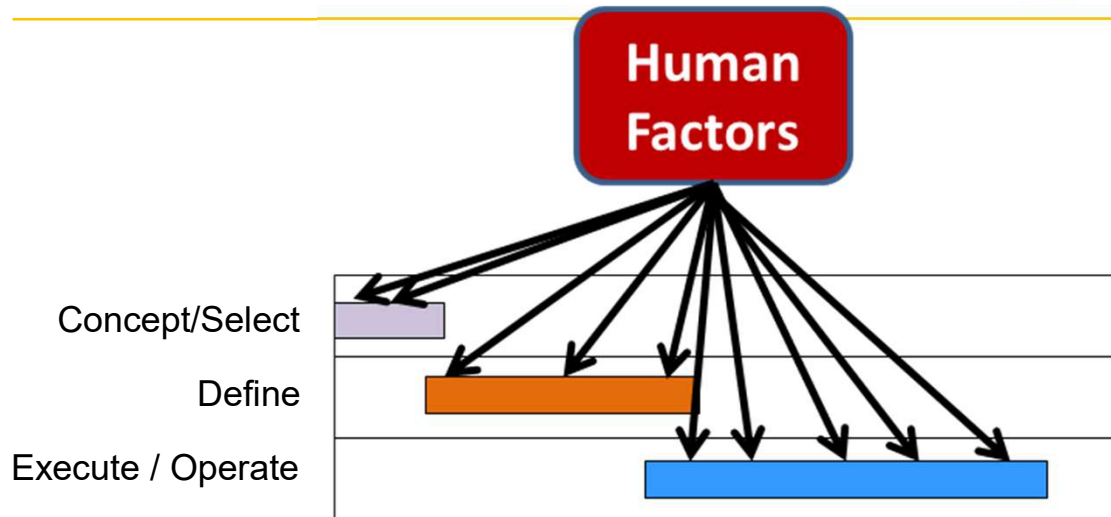 Human
Factors
Concept/Select
Define
Execute / Operate